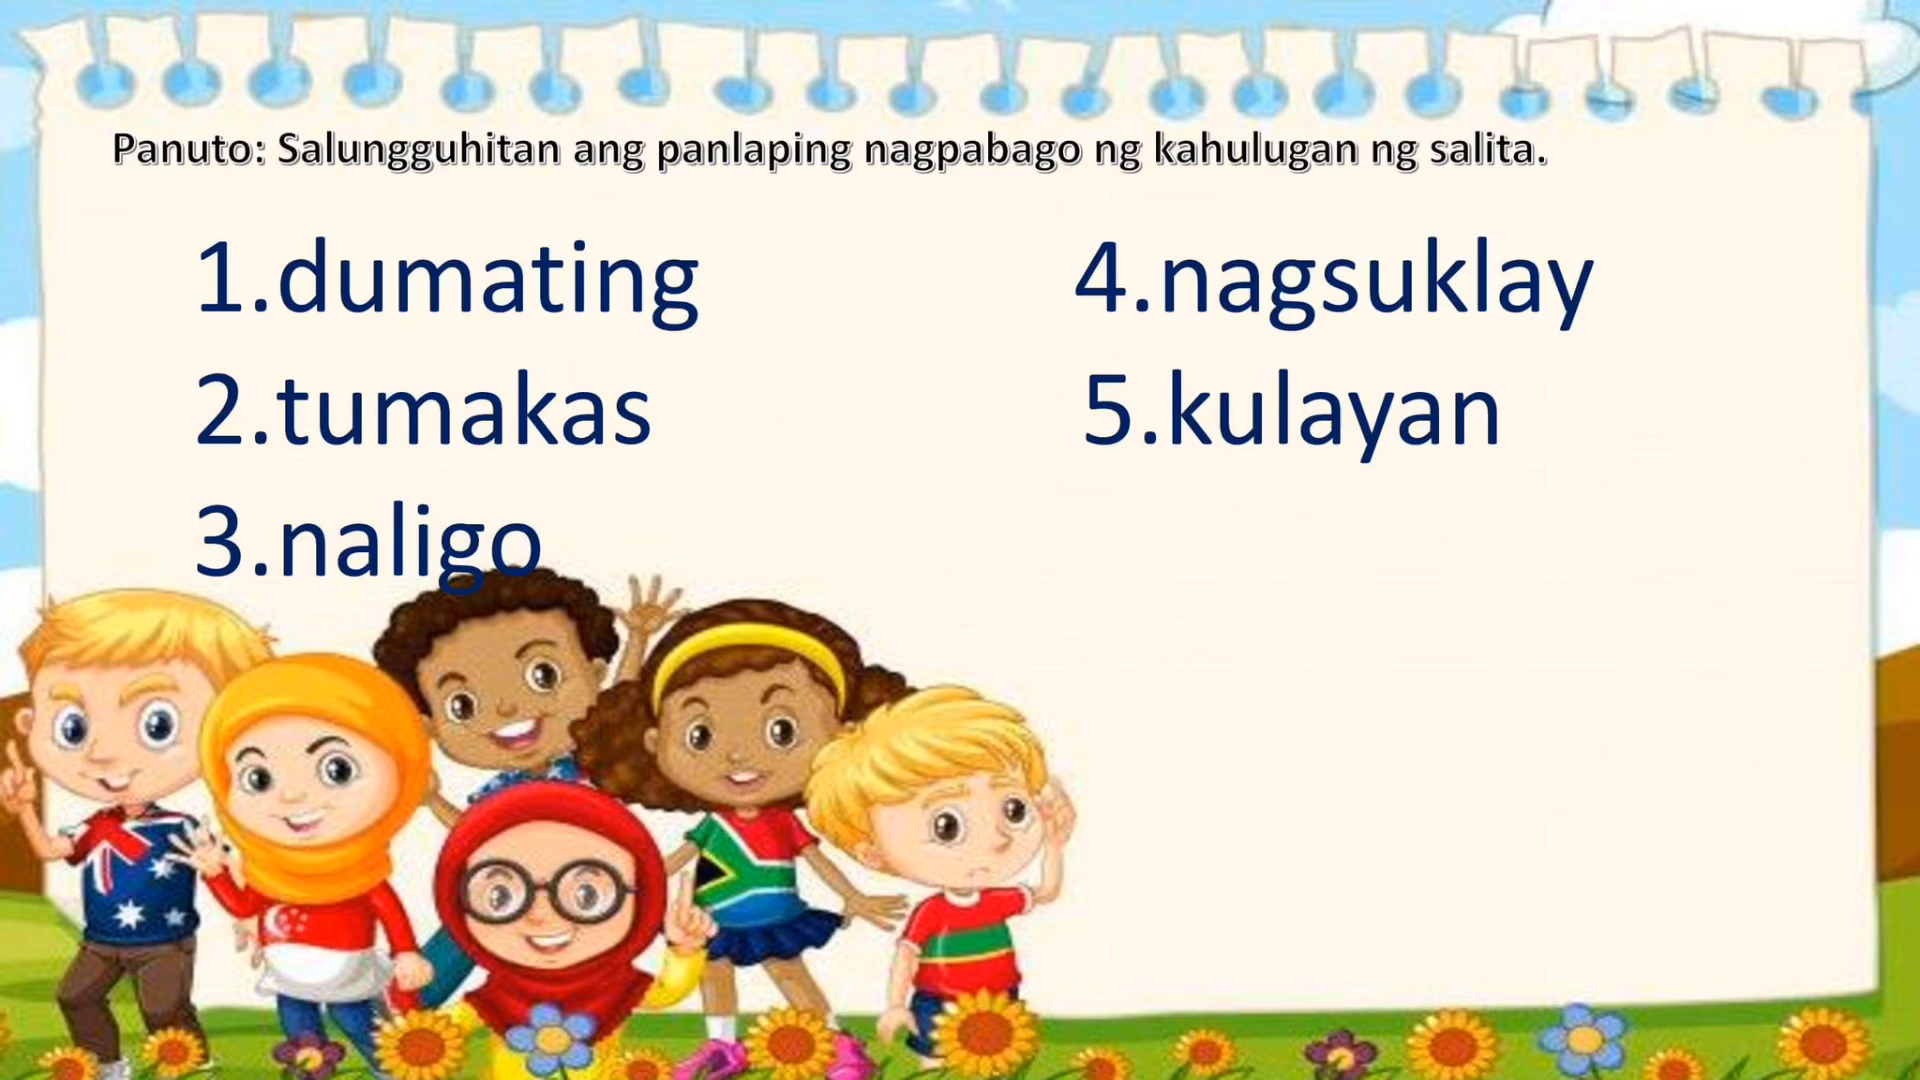 Panuto: Salungguhitan ang panlaping nagpabago ng kahulugan ng salita.
1.dumating
2.tumakas
3.naligo
4.nagsuklay
5.kulayan